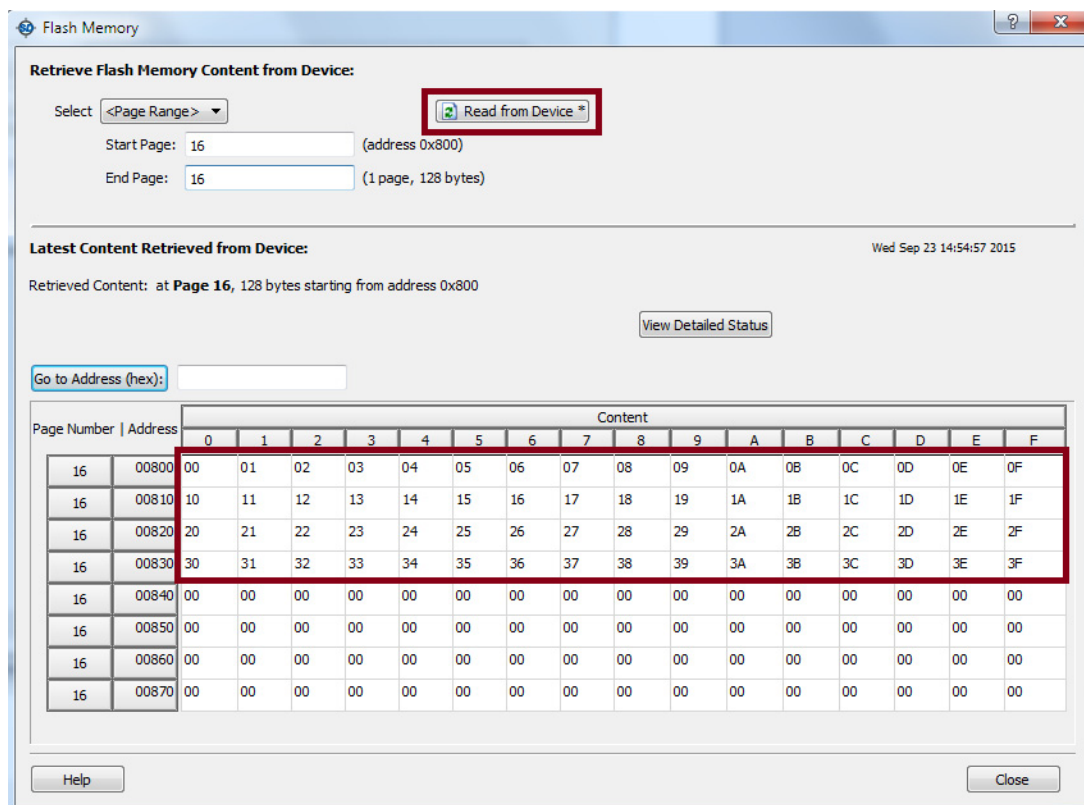 Flash Memory
Retrieve Flash Memory Content from Device:
Select <Page Range> Read from Device *
Start Page: 16 (address 0x800)
End Page: 16 (1 page, 128 bytes)
Latest Content Retrieved from Device: Wed Sep 23 14:54:57 2015
Retrieved Content: at Page 16, 128 bytes starting from address 0x800
View Detailed Status
Go to Address (hex):
Content
Page Number | Address
0 1 2 3 4 5 6 7 8 9 A B C D E F
16 00800 00 01 02 03 04 05 06 07 08 09 0A 0B 0C 0D 0E 0F
16 00810 10 11 12 13 14 15 16 17 18 19 1A 1B 1C 1D 1E 1F
16 00820 20 21 22 23 24 25 26 27 28 29 2A 2B 2C 2D 2E 2F
16 00830 30 31 32 33 34 35 36 37 38 39 3A 3B 3C 3D 3E 3F
16 00840 00 00 00 00 00 00 00 00 00 00 00 00 00 00 00 00
16 00850 00 00 00 00 00 00 00 00 00 00 00 00 00 00 00 00
16 00860 00 00 00 00 00 00 00 00 00 00 00 00 00 00 00 00
16 00870 00 00 00 00 00 00 00 00 00 00 00 00 00 00 00 00
Help Close